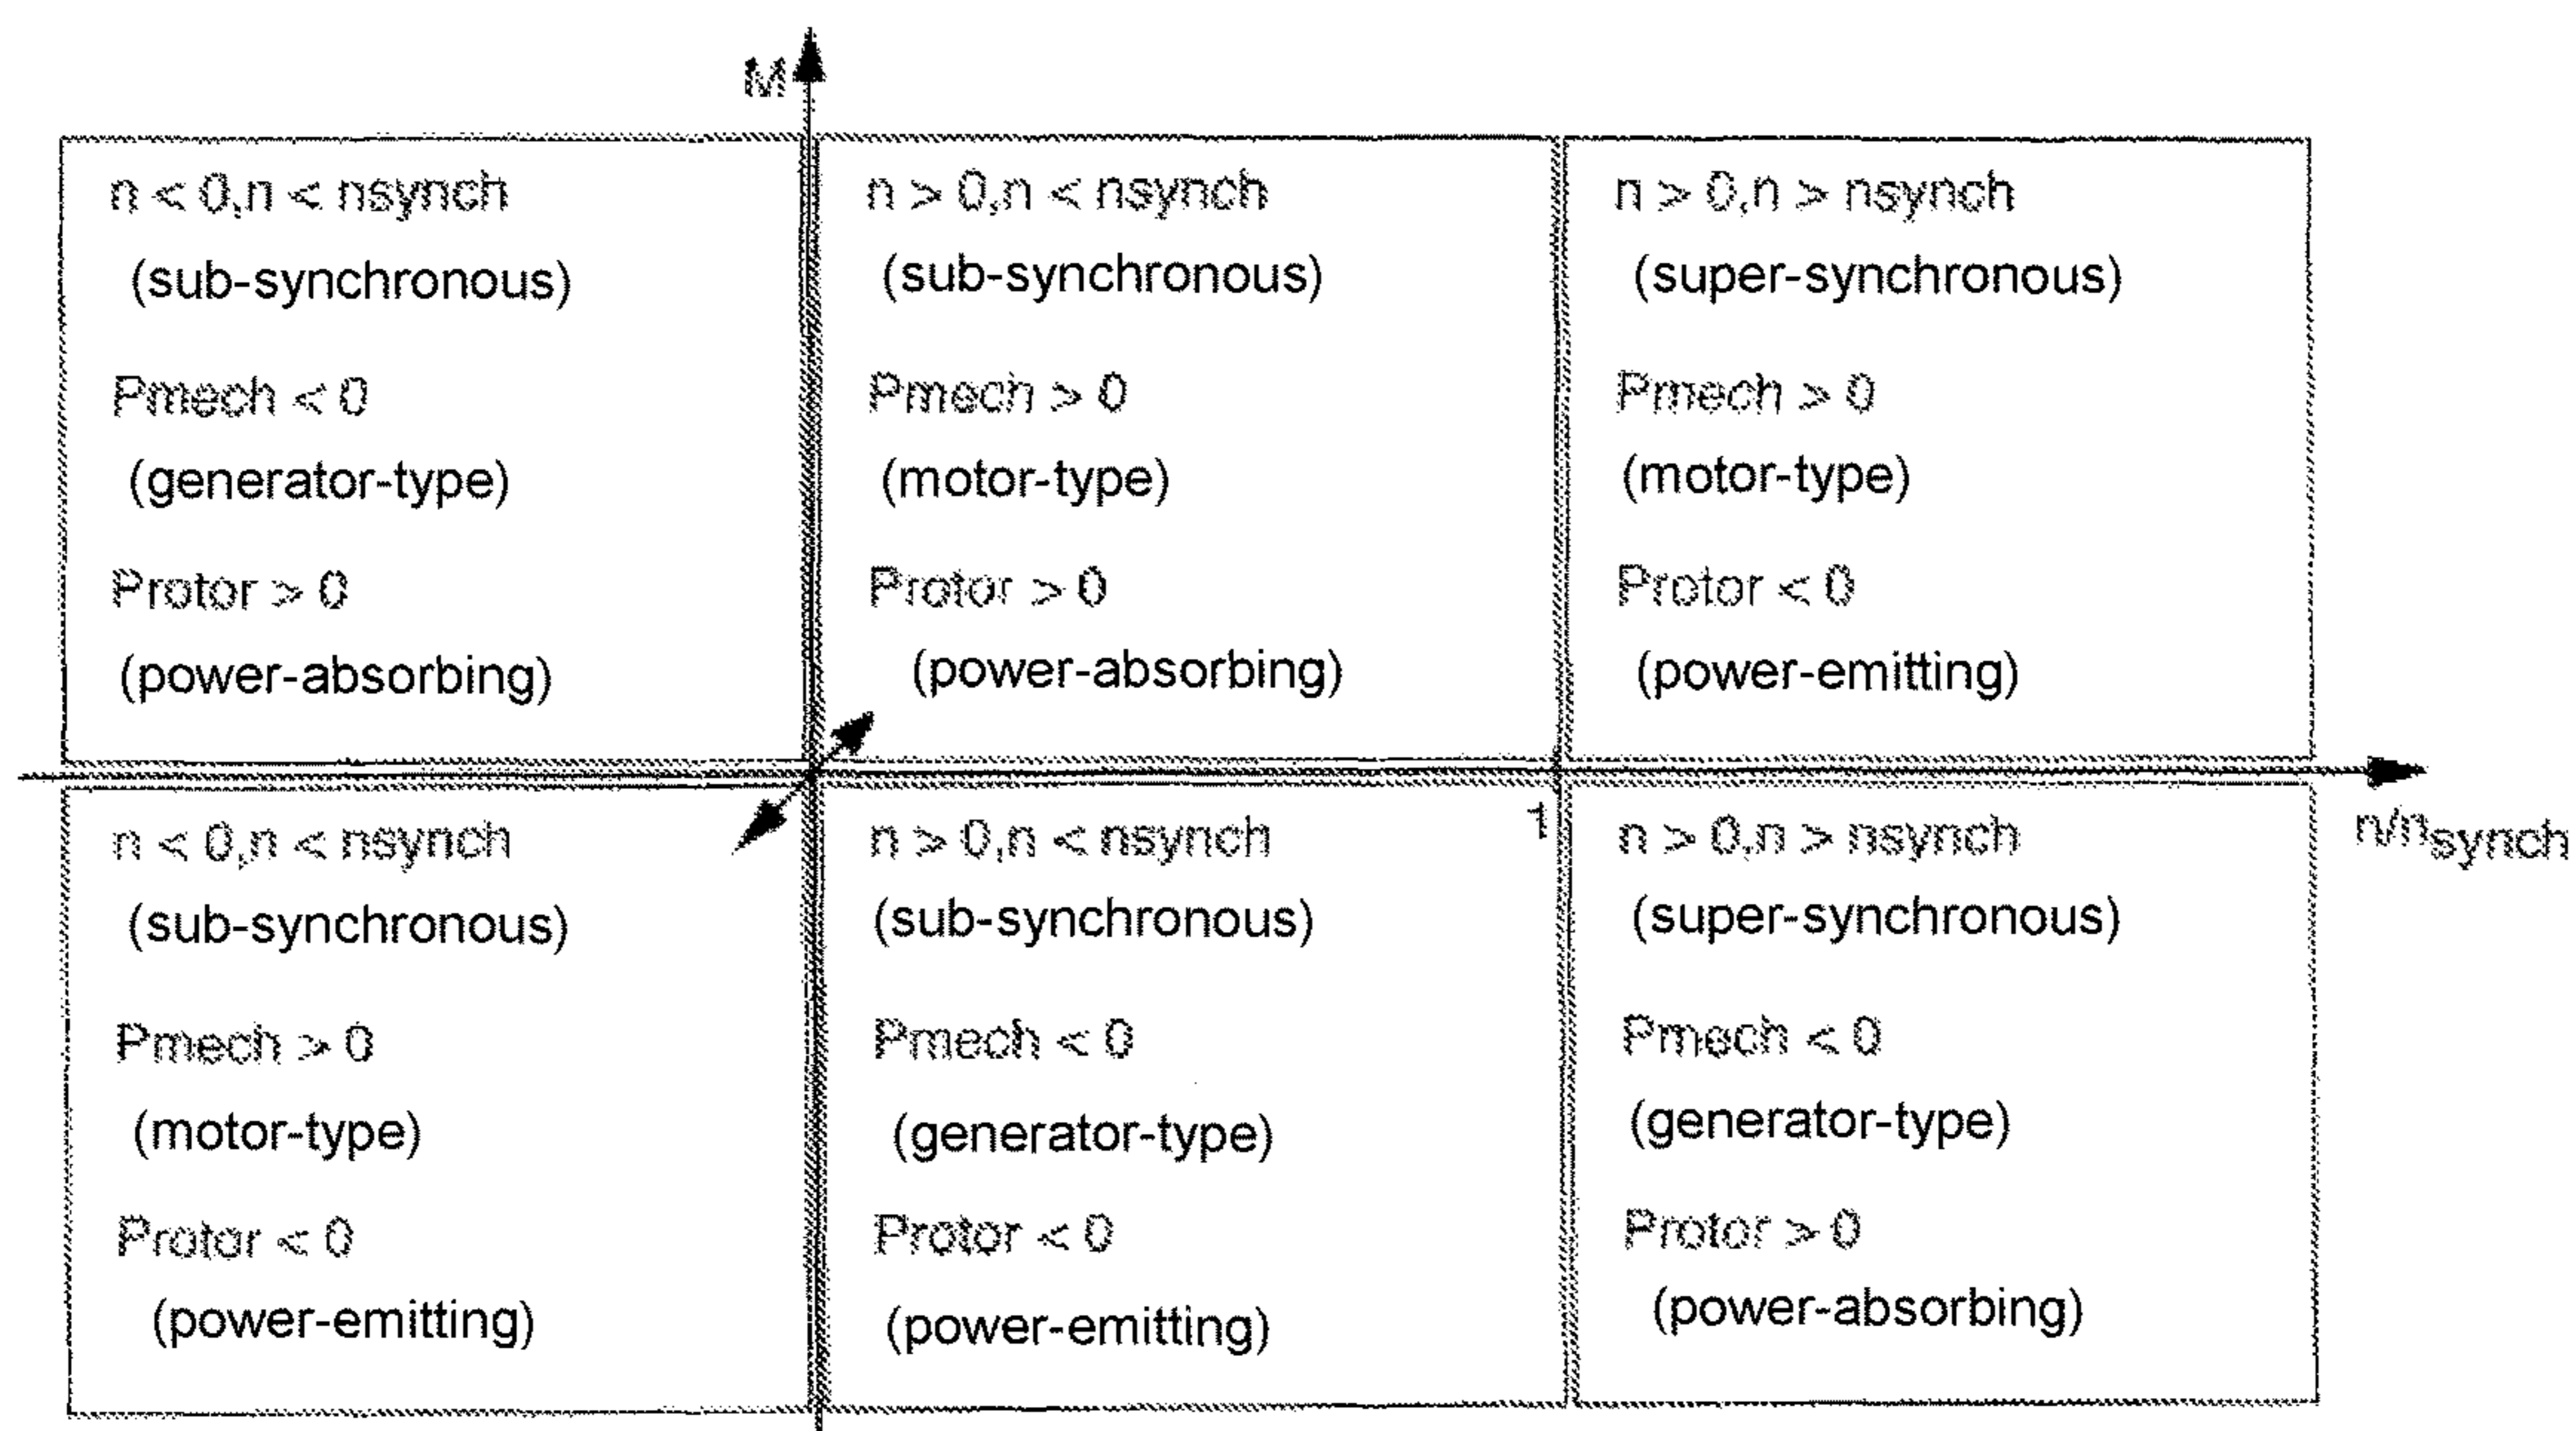 M
n < 0,n < nsynch
(sub-synchronous)
Pmech < 0
(generator-type)
Protor > 0
(power-absorbing)
n > 0,n < nsynch
(sub-synchronous)
Pmech > 0
(motor-type)
Protor > 0
(power-absorbing)
n > 0,n > nsynch
(super-synchronous)
Pmech > 0
(motor-type)
Protor < 0
(power-emitting)
n < 0,n < nsynch
(sub-synchronous)
Pmech > 0
(motor-type)
Protor < 0
(power-emitting)
n > 0,n < nsynch
(sub-synchronous)
Pmech < 0
(generator-type)
Protor < 0
(power-emitting)
1
n > 0,n > nsynch
(super-synchronous)
Pmech < 0
(generator-type)
Protor > 0
(power-absorbing)
n/nsynch